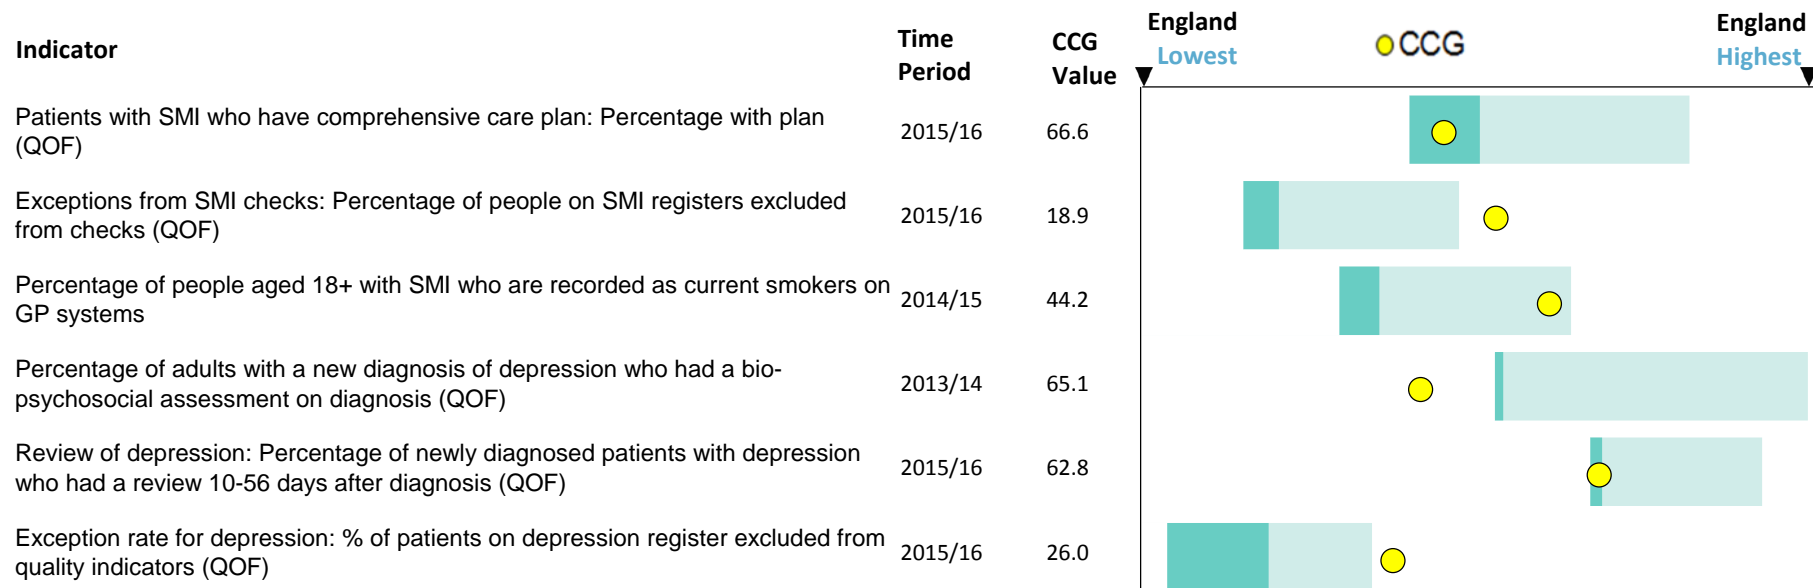 Indicator
Time
Period
CCG
Value
England
Lowest
CCG
England
Highest
Patients with SMI who have comprehensive care plan: Percentage with plan
(QOF)
2015/16
66.6
Exceptions from SMI checks: Percentage of people on SMI registers excluded
from checks (QOF)
2015/16
18.9
Percentage of people aged 18+ with SMI who are recorded as current smokers on
GP systems
2014/15
44.2
Percentage of adults with a new diagnosis of depression who had a bio-
psychosocial assessment on diagnosis (QOF)
2013/14
65.1
Review of depression: Percentage of newly diagnosed patients with depression
who had a review 10-56 days after diagnosis (QOF)
2015/16
62.8
Exception rate for depression: % of patients on depression register excluded from
quality indicators (QOF)
2015/16
26.0